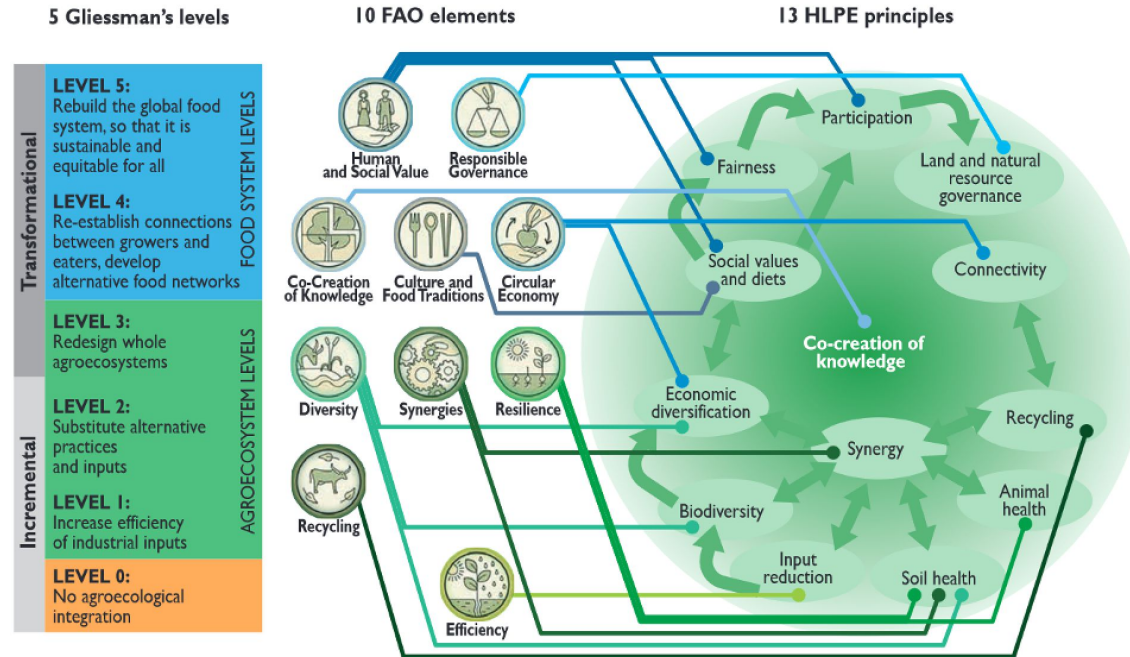 5 Gliessman's levels
10 FAO elements
13 HLPE principles
Transformational
Incremental
FOOD SYSTEM LEVELS
AGROECOSYSTEM LEVELS
LEVEL 5:
Rebuild the global food
system, so that it is
sustainable and
equitable for all
LEVEL 4:
Re-establish connections
between growers and
eaters, develop
alternative food networks
LEVEL 3:
Redesign whole
agroecosystems
LEVEL 2:
Substitute alternative
practices
and inputs
LEVEL 1:
Increase efficiency
of industrial inputs
LEVEL 0:
No agroecological
integration
Human
and Social Value
Responsible
Governance
Co-Creation
of Knowledge
Culture and
Food Traditions
Circular
Economy
Diversity
Synergies
Resilience
Recycling
Efficiency
Participation
Fairness
Land and natural
resource
governance
Social values
and diets
Connectivity
Co-creation of
knowledge
Economic
diversification
Recycling
Synergy
Animal
health
Biodiversity
Input
reduction
Soil health